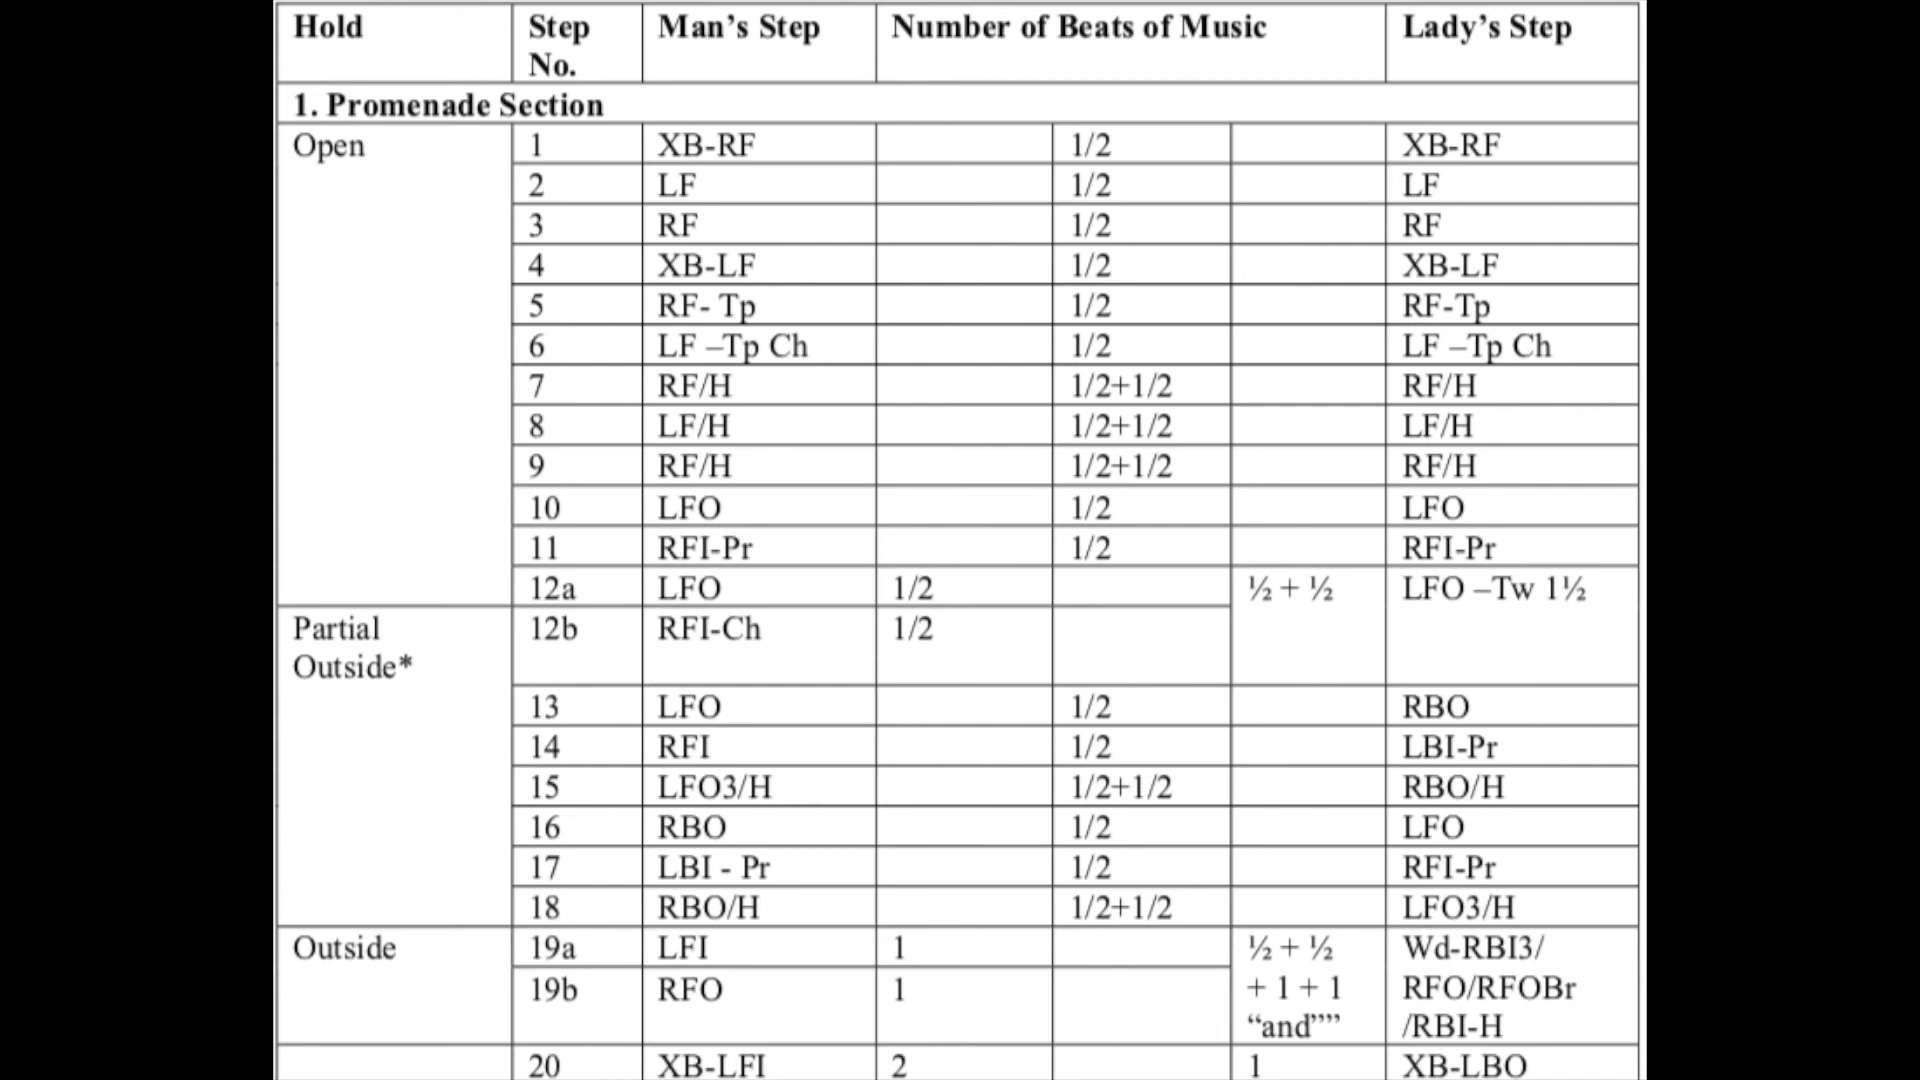 Hold Step No. Man's Step Number of Beats of Music Lady's Step
1. Promenade Section
Open 1 XB-RF 1/2 XB-RF
2 LF 1/2 LF
3 RF 1/2 RF
4 XB-LF 1/2 XB-LF
5 RF- Tp 1/2 RF-Tp
6 LF –Tp Ch 1/2 LF –Tp Ch
7 RF/H 1/2+1/2 RF/H
8 LF/H 1/2+1/2 LF/H
9 RF/H 1/2+1/2 RF/H
10 LFO 1/2 LFO
11 RFI-Pr 1/2 RFI-Pr
12a LFO 1/2 ½ + ½ LFO –Tw 1½
Partial Outside* 12b RFI-Ch 1/2
13 LFO 1/2 RBO
14 RFI 1/2 LBI-Pr
15 LFO3/H 1/2+1/2 RBO/H
16 RBO 1/2 LFO
17 LBI - Pr 1/2 RFI-Pr
18 RBO/H 1/2+1/2 LFO3/H
Outside 19a LFI 1 ½ + ½ Wd-RBI3/
19b RFO 1 + 1 + 1 RFO/RFOBr
“and”” /RBI-H
20 XB-LFI 2 1 XB-LBO